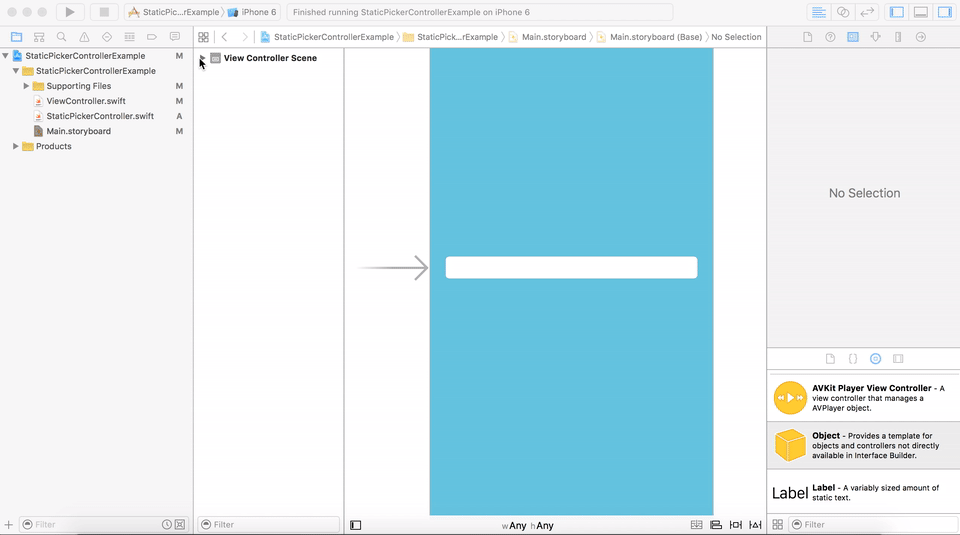 StaticPic...rExample iPhone 6 Finished running StaticPickerControllerExample on iPhone 6
StaticPickerControllerExample StaticPick...rExample Main.storyboard Main.storyboard (Base) No Selection
StaticPickerControllerExample M
StaticPickerControllerExample
Supporting Files M
ViewController.swift M
StaticPickerController.swift A
Main.storyboard M
Products
View Controller Scene
No Selection
AVKit Player View Controller - A
view controller that manages a
AVPlayer object.
Object - Provides a template for
objects and controllers not directly
available in Interface Builder.
Label Label - A variably sized amount of
static text.
Filter
Filter
wAny hAny
Filter